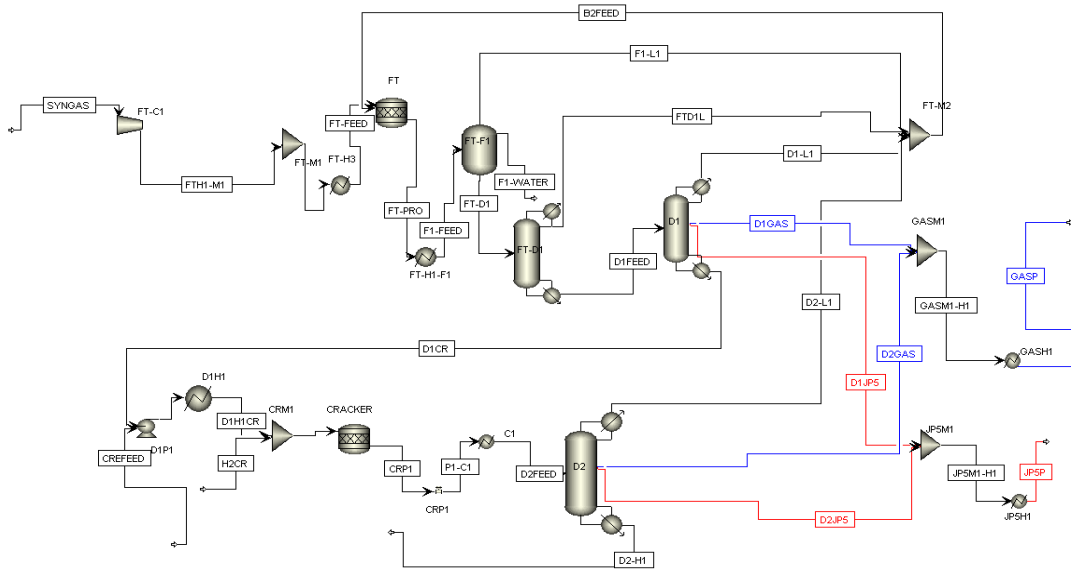 B2FEED
F1-L1
FT
SYNGAS
FT-C1
FTD1L
FT-M2
FT-FEED
FT-F1
D1-L1
FT-M1
FT-H3
F1-WATER
FTH1-M1
FT-D1
FT-PRO
D1
D1GAS
GASM1
F1-FEED
FT-D1
D1FEED
FT-H1-F1
GASP
D2-L1
GASM1-H1
D1CR
D2GAS
GASH1
D1H1
D1JP5
CRM1
CRACKER
D1H1CR
C1
JP5M1
D1P1
CREFEED
H2CR
CRP1
P1-C1
D2FEED
D2
JP5M1-H1
JP5P
CRP1
D2JP5
JP5H1
D2-H1